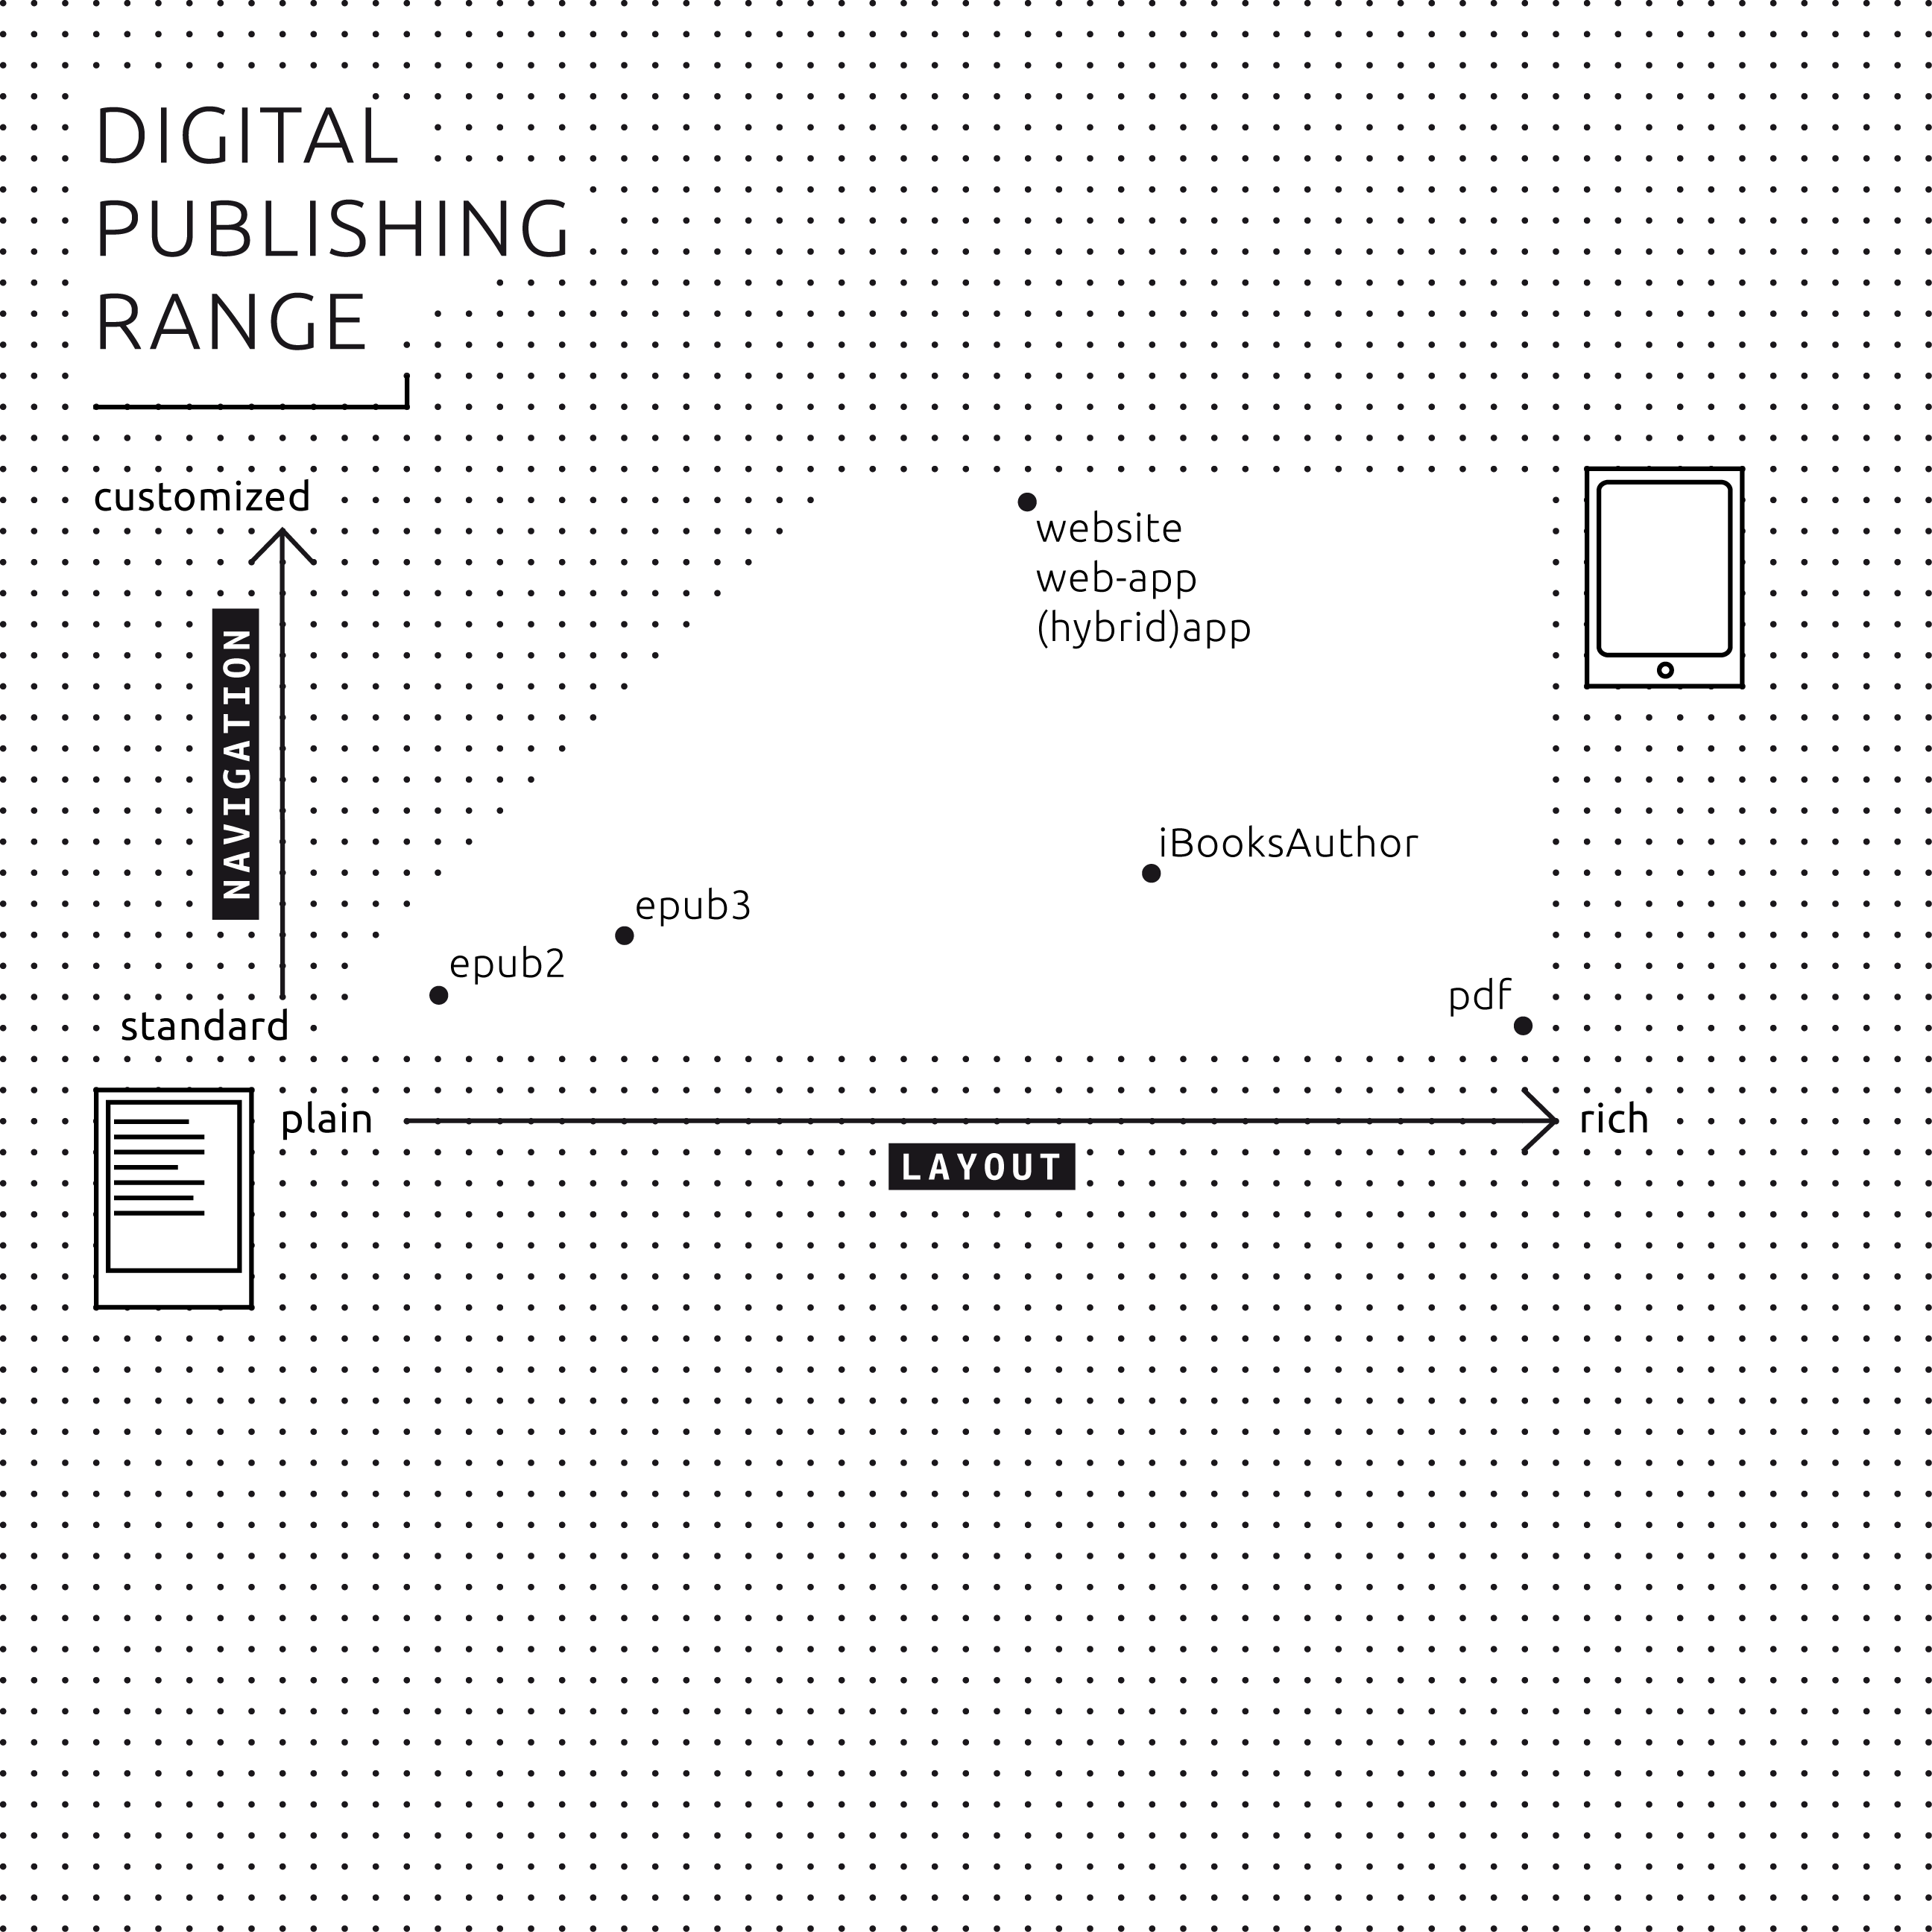 DIGITAL
PUBLISHING
RANGE
customized
NAVIGATION
standard
website
web-app
(hybrid)app
iBooksAuthor
epub3
epub2
pdf
plain
rich
LAYOUT